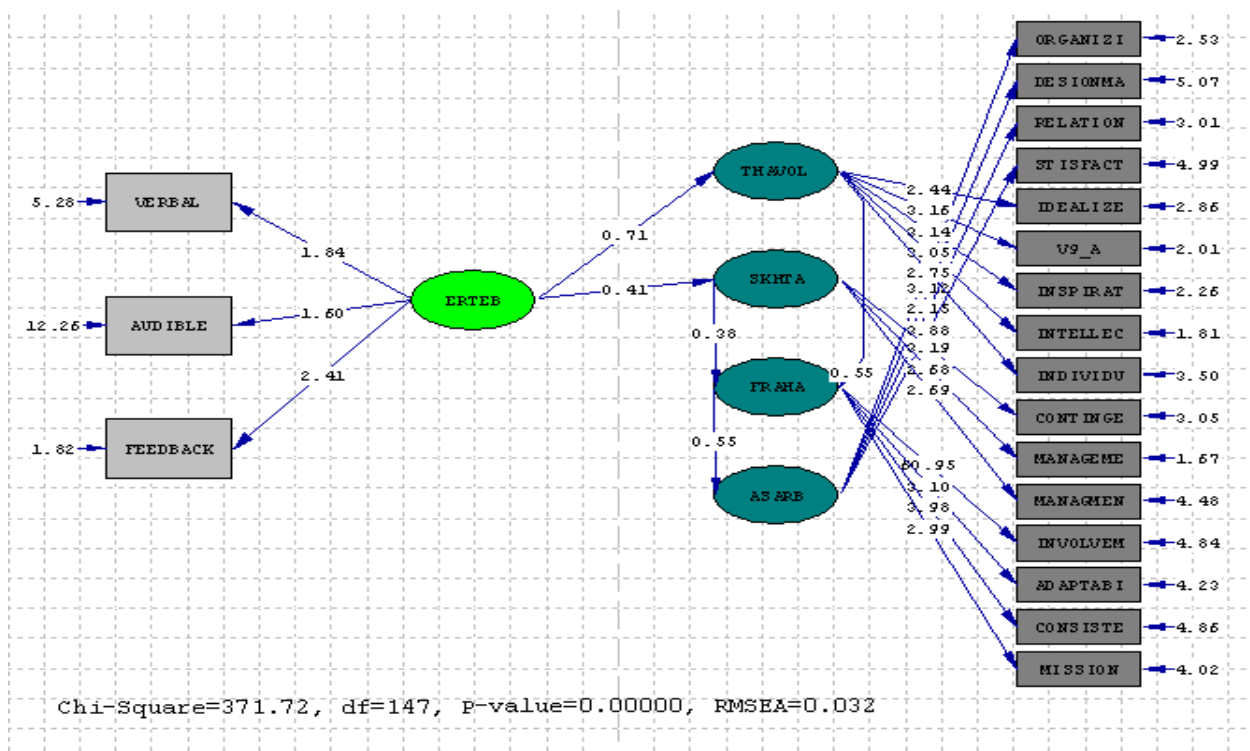 ORGANIZI 2.53
DESIONMA 5.07
RELATION 3.01
STISFACT 4.99
IDEALIZE 2.86
V9_A 2.01
INSPIRAT 2.26
INTELLEC 1.81
INDIVIDU 3.50
CONTINGE 3.05
MANAGEME 1.67
MANAGMEN 4.48
INVOLVEM 4.84
ADAPTABI 4.23
CONSISTE 4.86
MISSION 4.02
5.28 VERBAL
12.26 AUDIBLE
1.82 FEEDBACK
1.84
1.60
2.41
ERTEB
0.71
0.41
THAVOL
SKHTA
FRAHA
ASARB
0.38
0.55
0.55
2.44
3.16
3.14
3.05
2.75
3.12
2.15
3.19
2.69
3.10
3.98
2.99
Chi-Square=371.72, df=147, P-value=0.00000, RMSEA=0.032